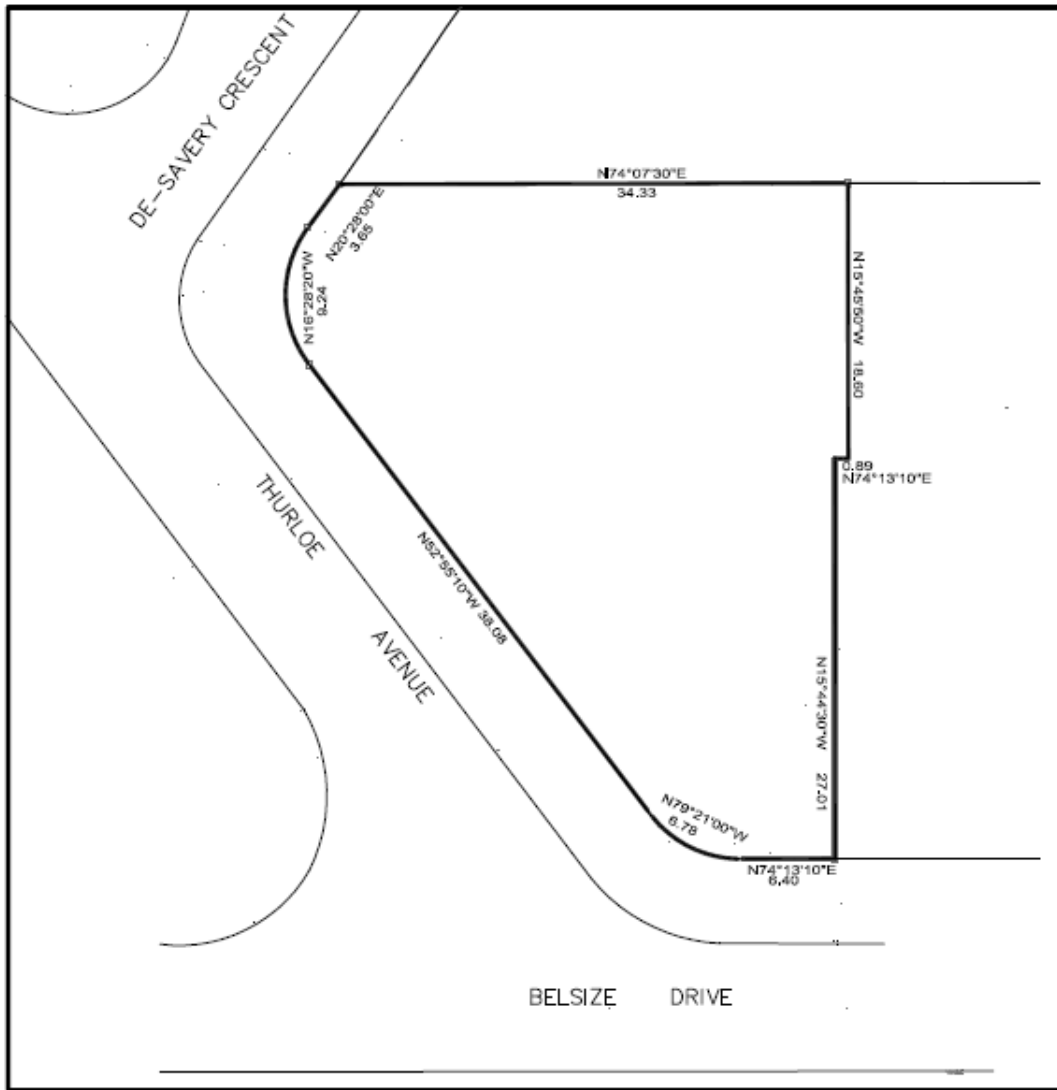 DE-SAVERY CRESCENT
N74°07'30"E
34.33
N20°28'00"E
3.65
N16°28'20"W
9.24
N15°45'50"W 18.60
0.89
N74°13'10"E
THURLOE
AVENUE
N52°55'10"W 38.08
N15°44'30"W 27.01
N79°21'00"W
6.78
N74°13'10"E
6.40
BELSIZE DRIVE